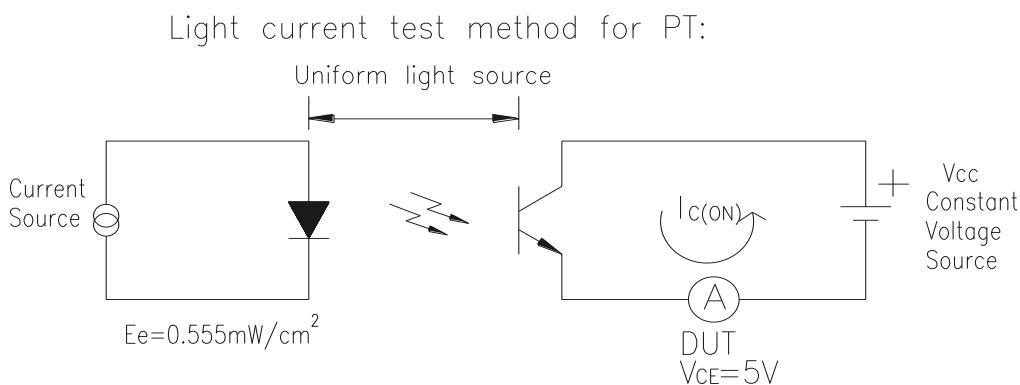 Light current test method for PT:
Uniform light source
Current
Source
IC(ON)
+
Vcc
Constant
Voltage
Source
A
Ee=0.555mW/cm²
DUT
VCE=5V